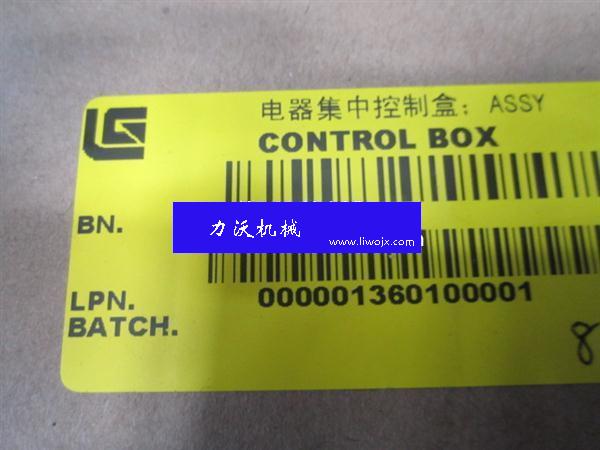 电器集中控制盒；ASSY
CONTROL BOX
BN.
力沃机械
www.liwojx.com
LPN.
000001360100001
BATCH.
8